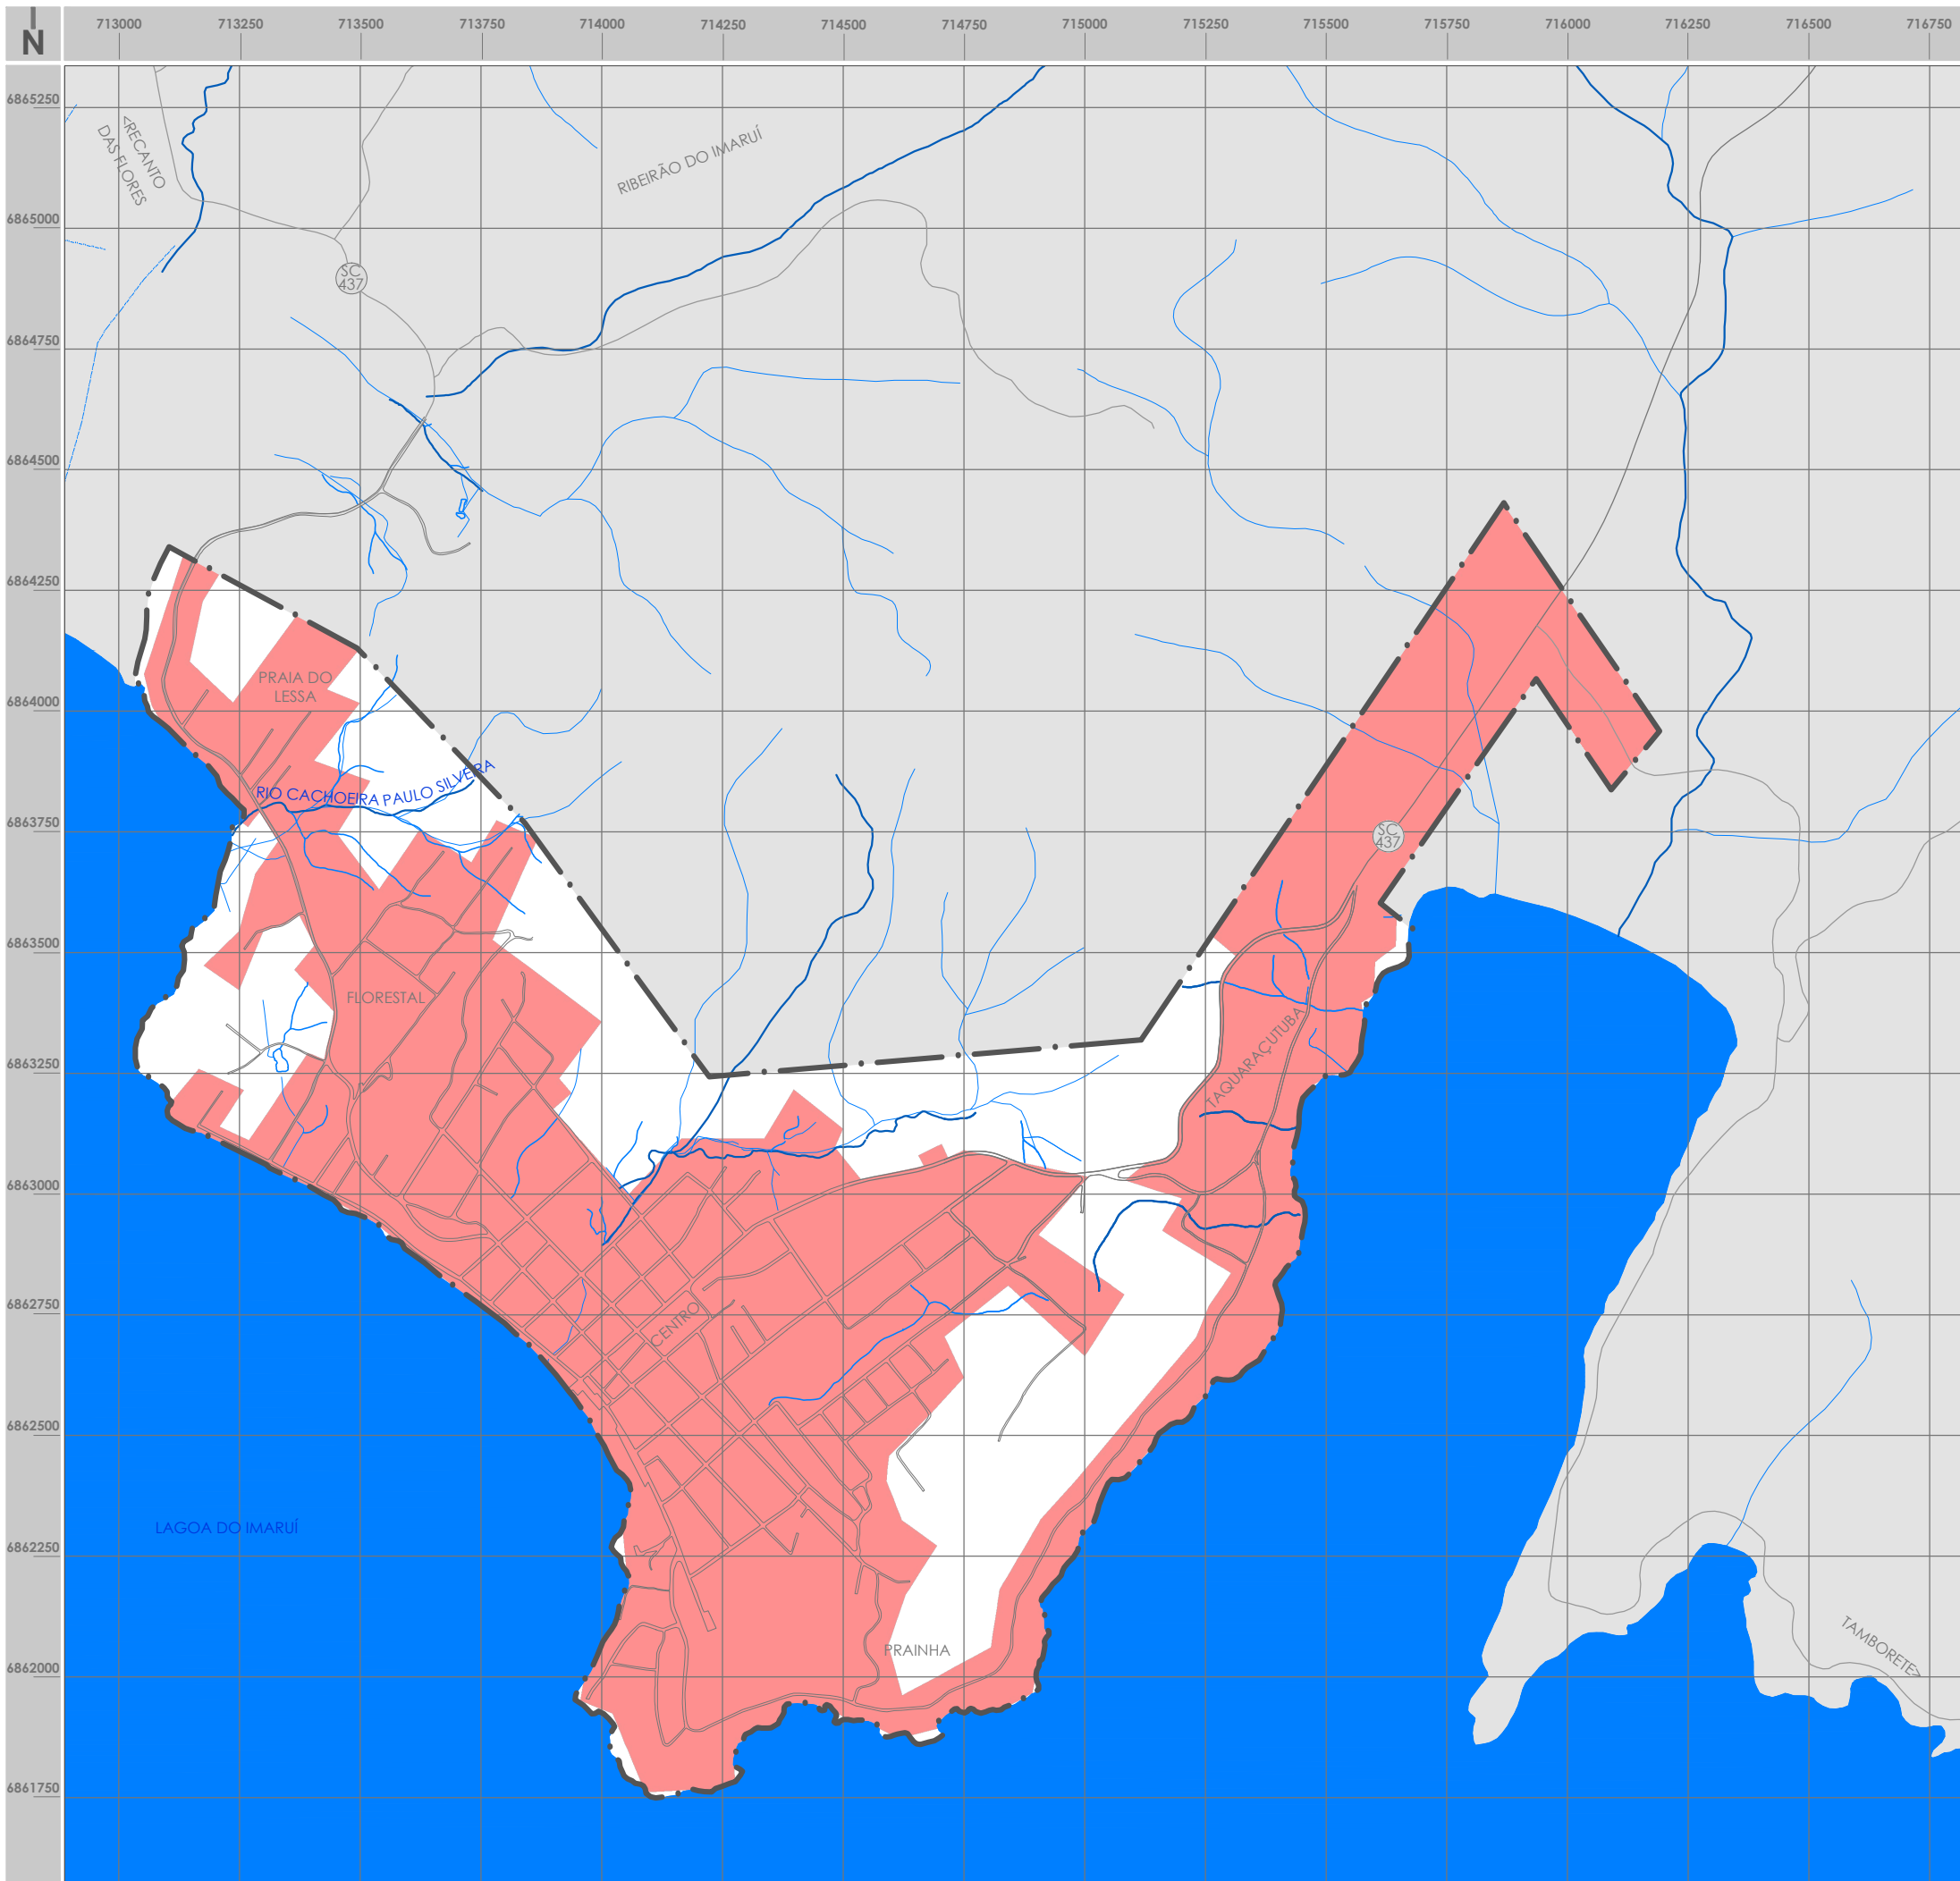 N
713000 713250 713500 713750 714000 714250 714500 714750 715000 715250 715500 715750 716000 716250 716500 716750
6865250
<RECANTO
DAS FLORES
RIBEIRÃO DO IMARUÍ
6865000
SC
437
6864750
6864500
6864250
PRAIA DO
LESSA
6864000
RIO CACHOEIRA PAULO SILVEIRA
6863750
SC
437
6863500
FLORESTAL
TAQUARAÇUTUBA
6863250
6863000
6862750
CENTRO
6862500
LAGOA DO IMARUÍ
6862250
PRAINHA
TAMBORETE>
6862000
6861750